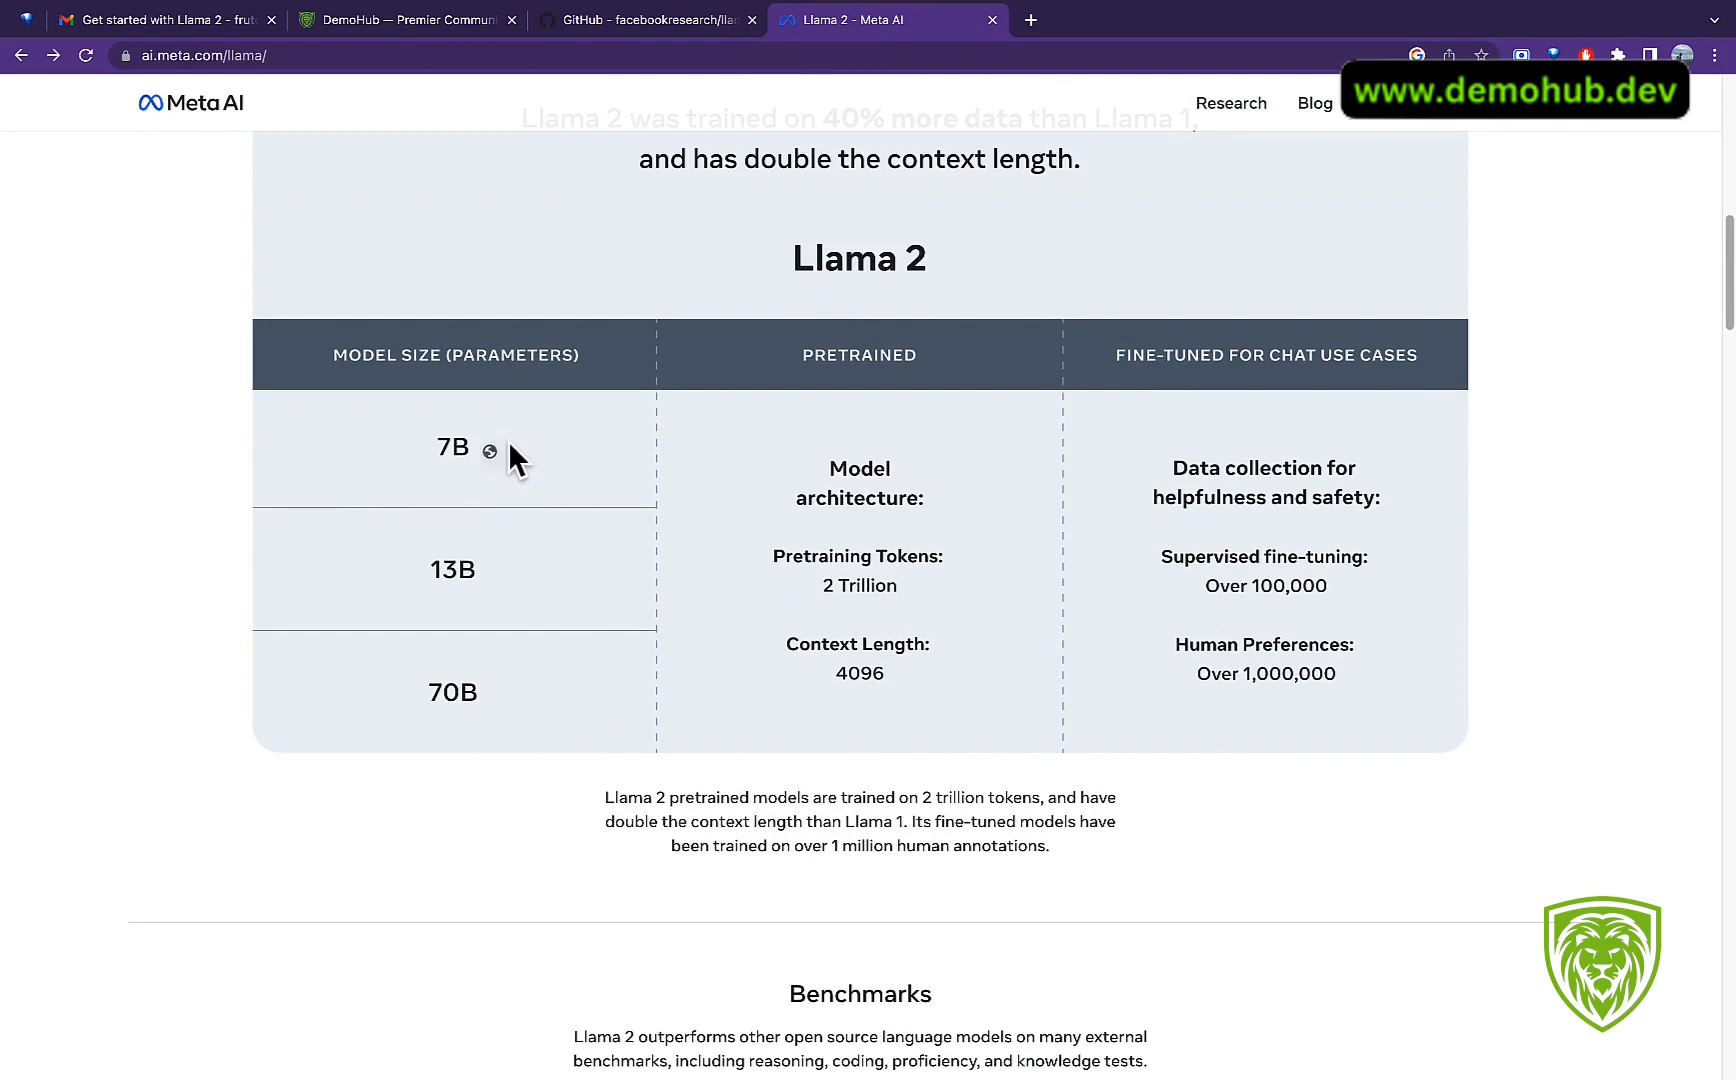 Get started with Llama 2 - frut
DemoHub — Premier Communi
GitHub - facebookresearch/lla
Llama 2 - Meta AI
ai.meta.com/llama/
www.demohub.dev
Meta AI
Research
Blog
Llama 2 was trained on 40% more data than Llama 1,
and has double the context length.
Llama 2
MODEL SIZE (PARAMETERS)
PRETRAINED
FINE-TUNED FOR CHAT USE CASES
7B
13B
70B
Model
architecture:
Pretraining Tokens:
2 Trillion
Context Length:
4096
Data collection for
helpfulness and safety:
Supervised fine-tuning:
Over 100,000
Human Preferences:
Over 1,000,000
Llama 2 pretrained models are trained on 2 trillion tokens, and have
double the context length than Llama 1. Its fine-tuned models have
been trained on over 1 million human annotations.
Benchmarks
Llama 2 outperforms other open source language models on many external
benchmarks, including reasoning, coding, proficiency, and knowledge tests.